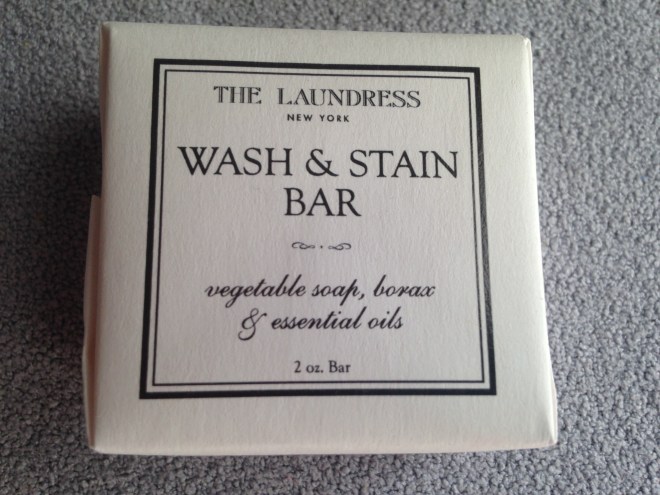 THE LAUNDRESS
NEW YORK
WASH & STAIN
BAR
vegetable soap, borax
& essential oils
2 oz. Bar